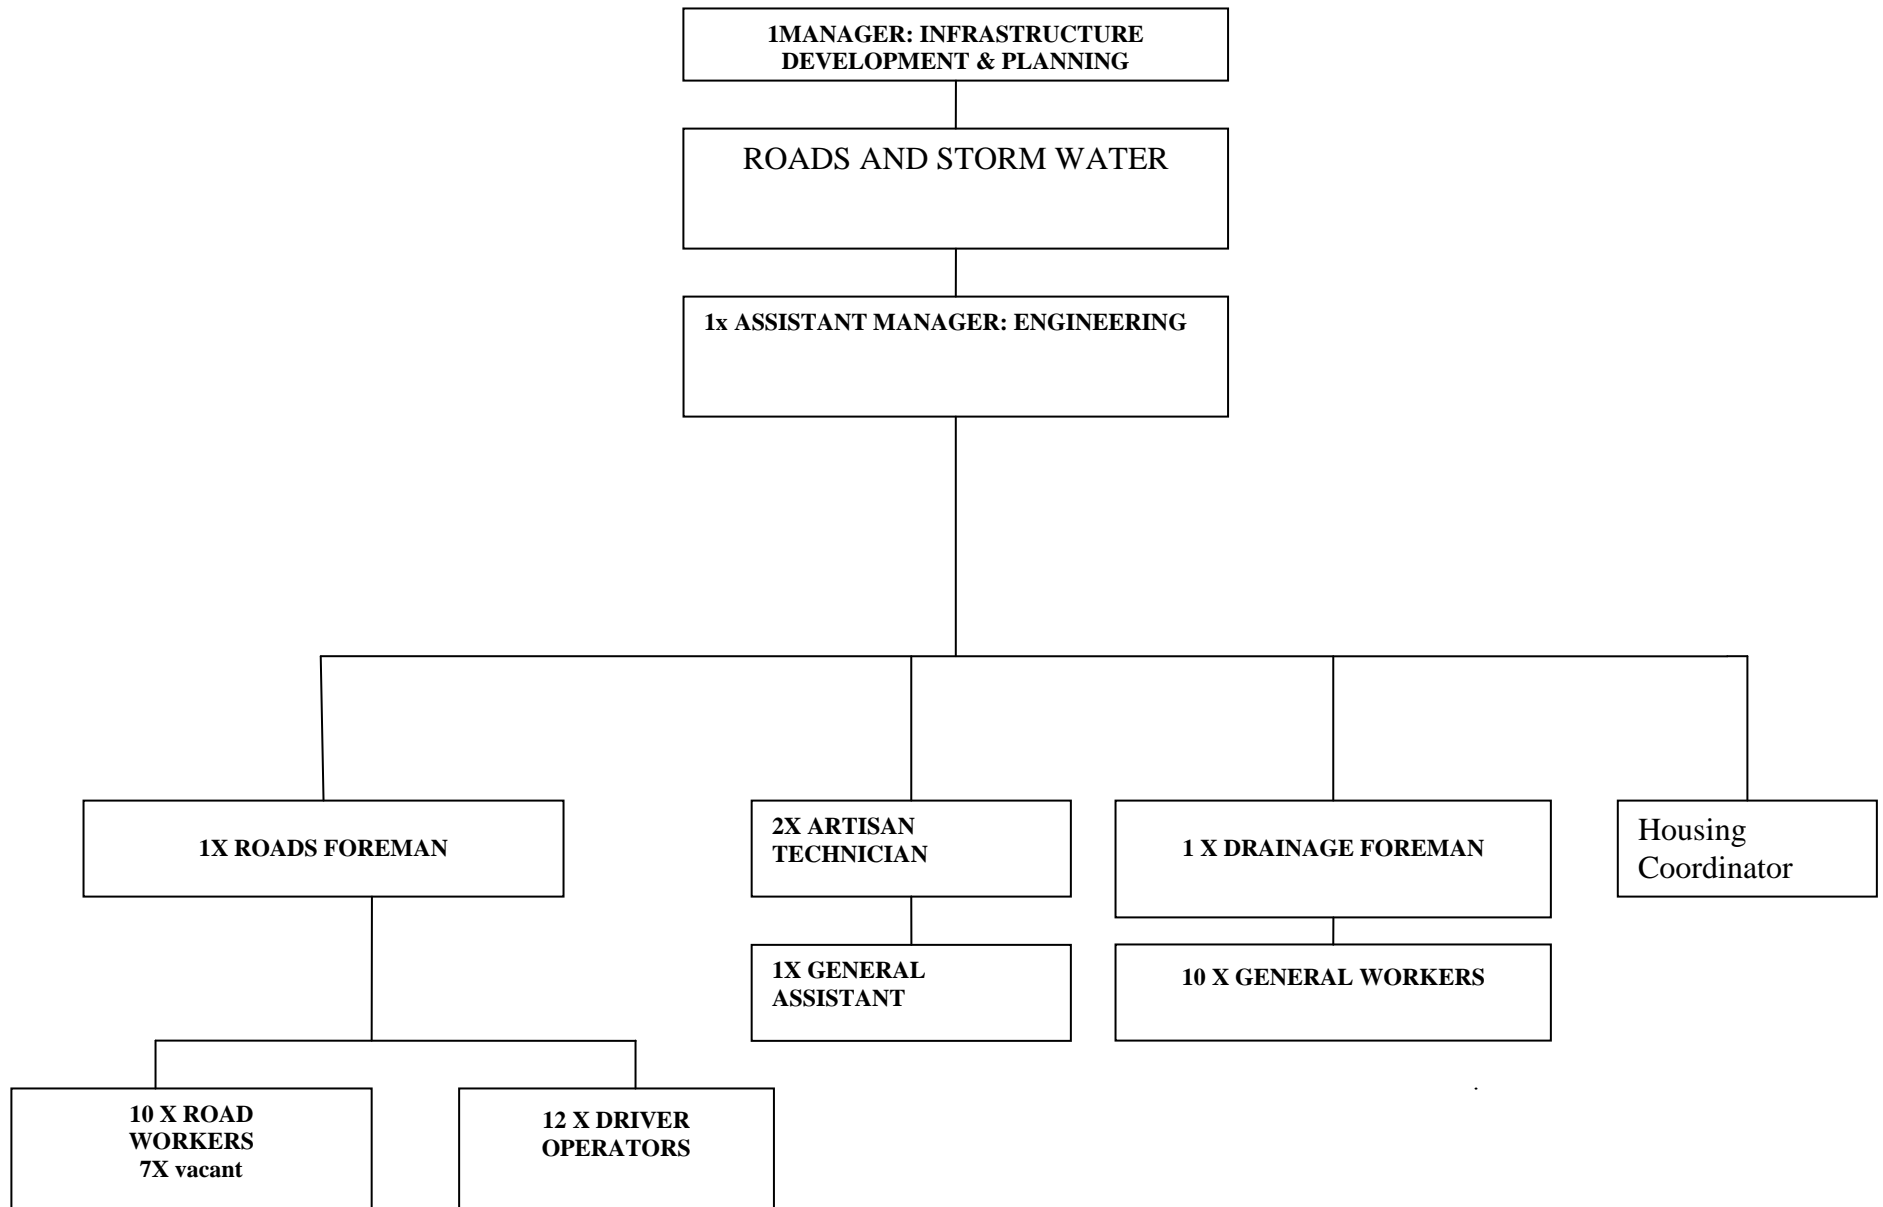 1MANAGER: INFRASTRUCTURE
DEVELOPMENT & PLANNING
ROADS AND STORM WATER
1x ASSISTANT MANAGER: ENGINEERING
1X ROADS FOREMAN
2X ARTISAN
TECHNICIAN
1 X DRAINAGE FOREMAN
Housing
Coordinator
1X GENERAL
ASSISTANT
10 X GENERAL WORKERS
10 X ROAD
WORKERS
7X vacant
12 X DRIVER
OPERATORS